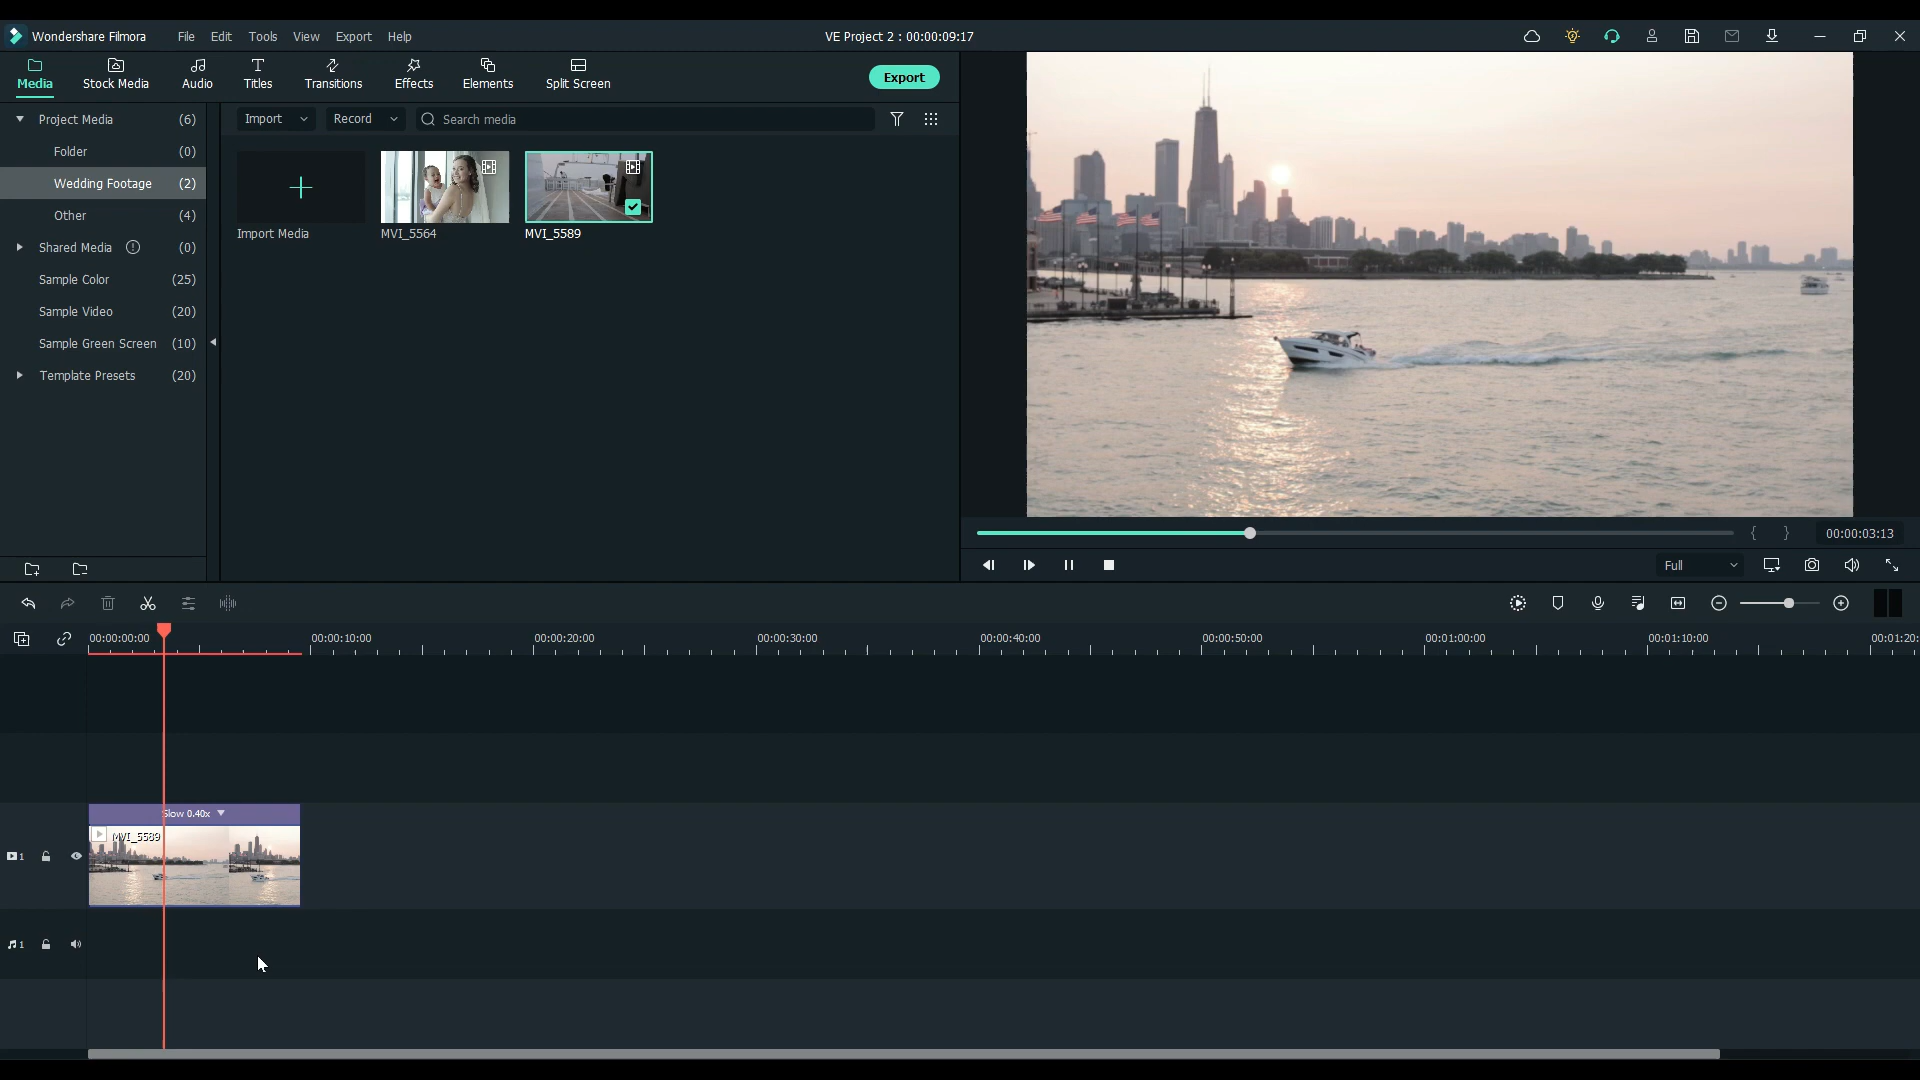 Wondershare Filmora File Edit Tools View Export Help VE Project 2 : 00:00:09:17
Media Stock Media Audio Titles Transitions Effects Elements Split Screen Export
Project Media (6)
Folder (0)
Wedding Footage (2)
Other (4)
Shared Media (0)
Sample Color (25)
Sample Video (20)
Sample Green Screen (10)
Template Presets (20)
Import Record Search media
Import Media MVI_5564 MVI_5589
00:00:03:13
Full
00:00:00:00 00:00:10:00 00:00:20:00 00:00:30:00 00:00:40:00 00:00:50:00 00:01:00:00 00:01:10:00 00:01:20:
Slow 0.40x
MVI_5589
1
1